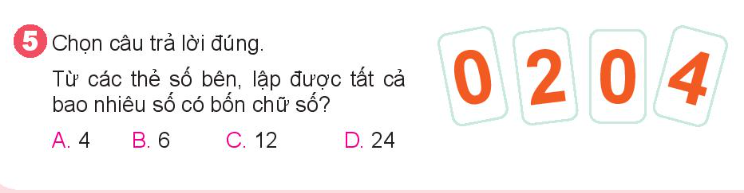 5 Chọn câu trả lời đúng.
Từ các thẻ số bên, lập được tất cả
bao nhiêu số có bốn chữ số?
A. 4 B. 6 C. 12 D. 24
0 2 0 4